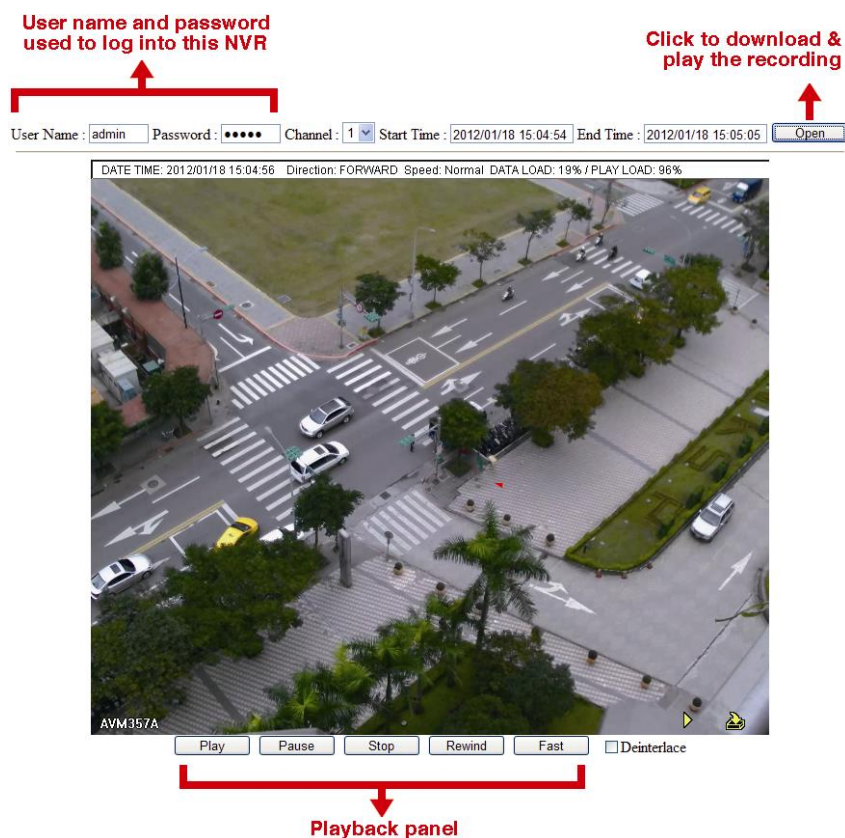 User name and password
used to log into this NVR
Click to download &
play the recording
User Name : admin Password : ●●●●● Channel : 1 Start Time : 2012/01/18 15:04:54 End Time : 2012/01/18 15:05:05 Open
DATE TIME: 2012/01/18 15:04:56 Direction: FORWARD Speed: Normal DATA LOAD: 19% / PLAY LOAD: 96%
AVM357A
Play Pause Stop Rewind Fast Deinterlace
Playback panel